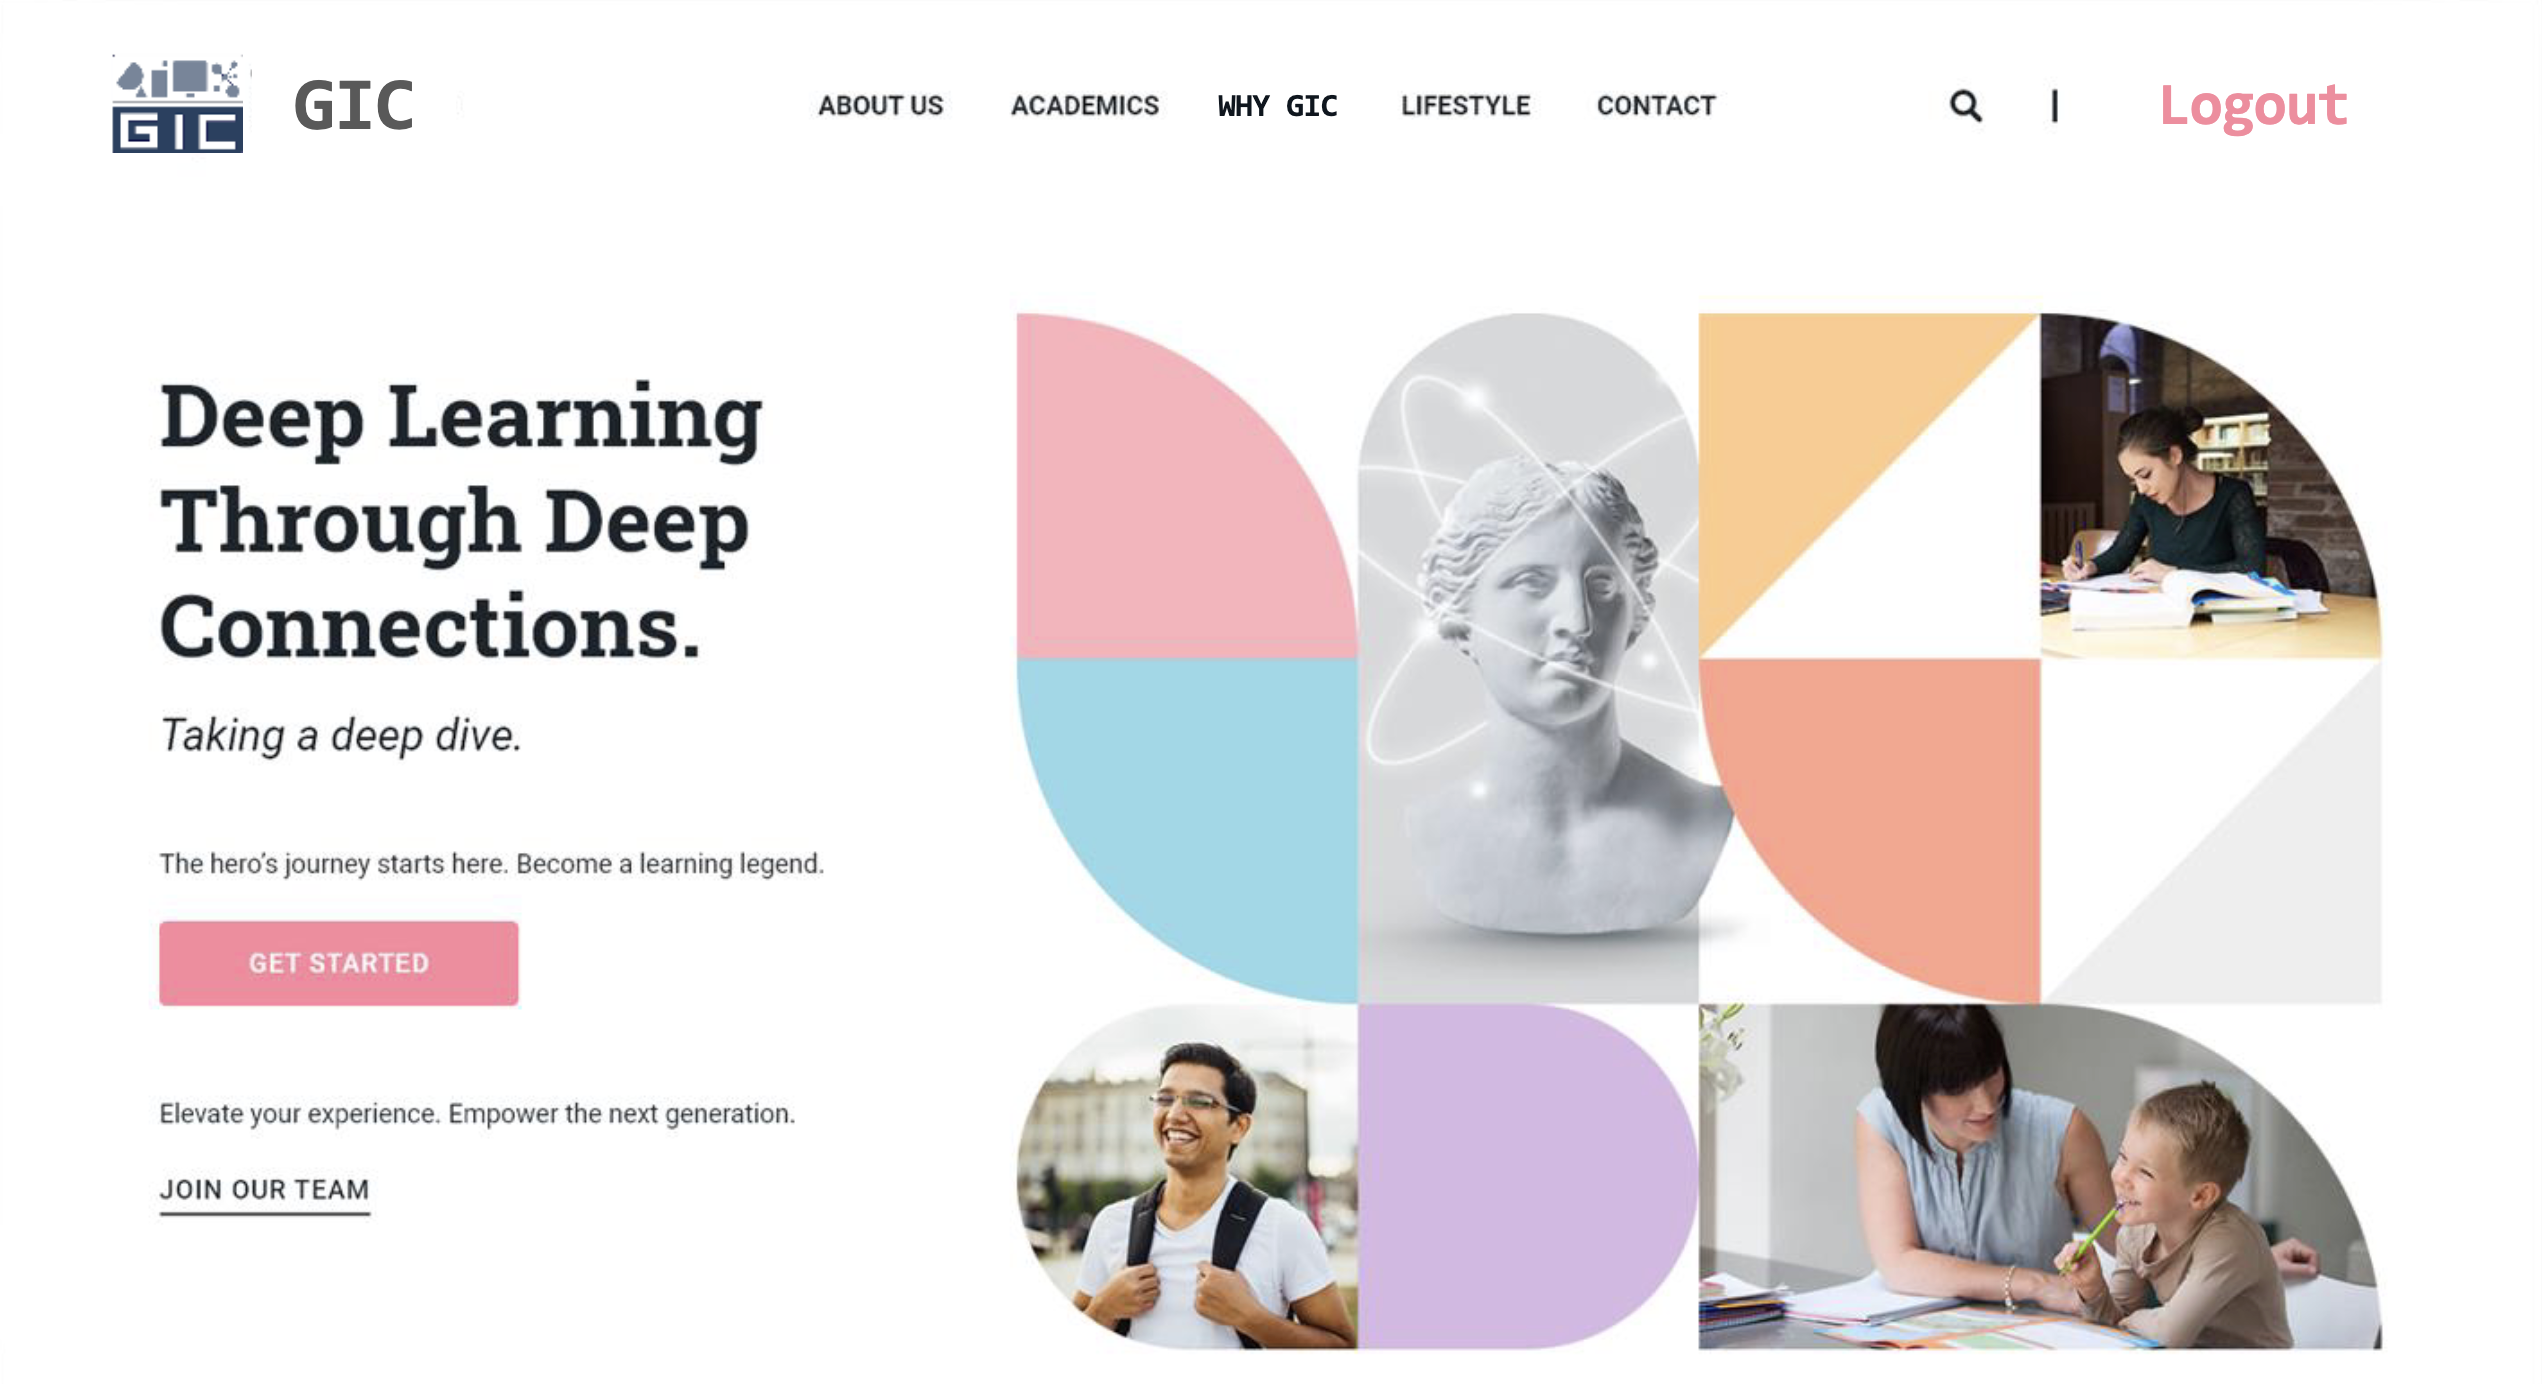 GIC
GIC
ABOUT US
ACADEMICS
WHY GIC
LIFESTYLE
CONTACT
Logout
Deep Learning
Through Deep
Connections.
Taking a deep dive.
The hero’s journey starts here. Become a learning legend.
GET STARTED
Elevate your experience. Empower the next generation.
JOIN OUR TEAM